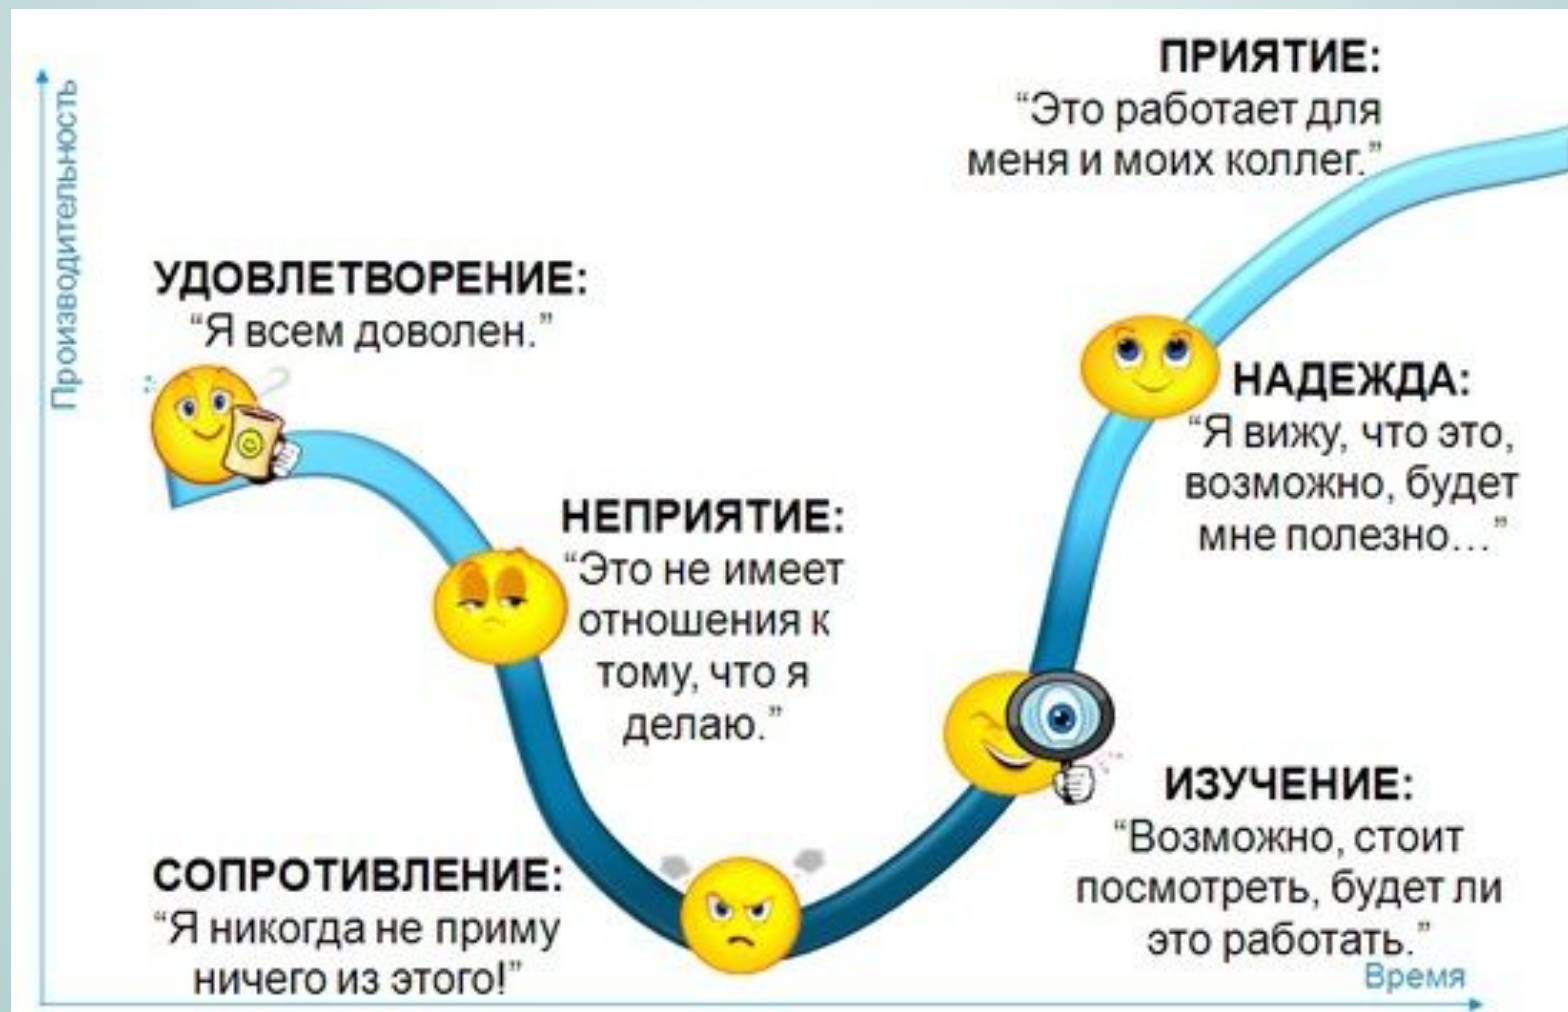 Производительность
УДОВЛЕТВОРЕНИЕ:
“Я всем доволен.”
НЕПРИЯТИЕ:
“Это не имеет
отношения к
тому, что я
делаю.”
СОПРОТИВЛЕНИЕ:
“Я никогда не приму
ничего из этого!”
ИЗУЧЕНИЕ:
“Возможно, стоит
посмотреть, будет ли
это работать.”
НАДЕЖДА:
“Я вижу, что это,
возможно, будет
мне полезно...”
ПРИЯТИЕ:
“Это работает для
меня и моих коллег.”
Время